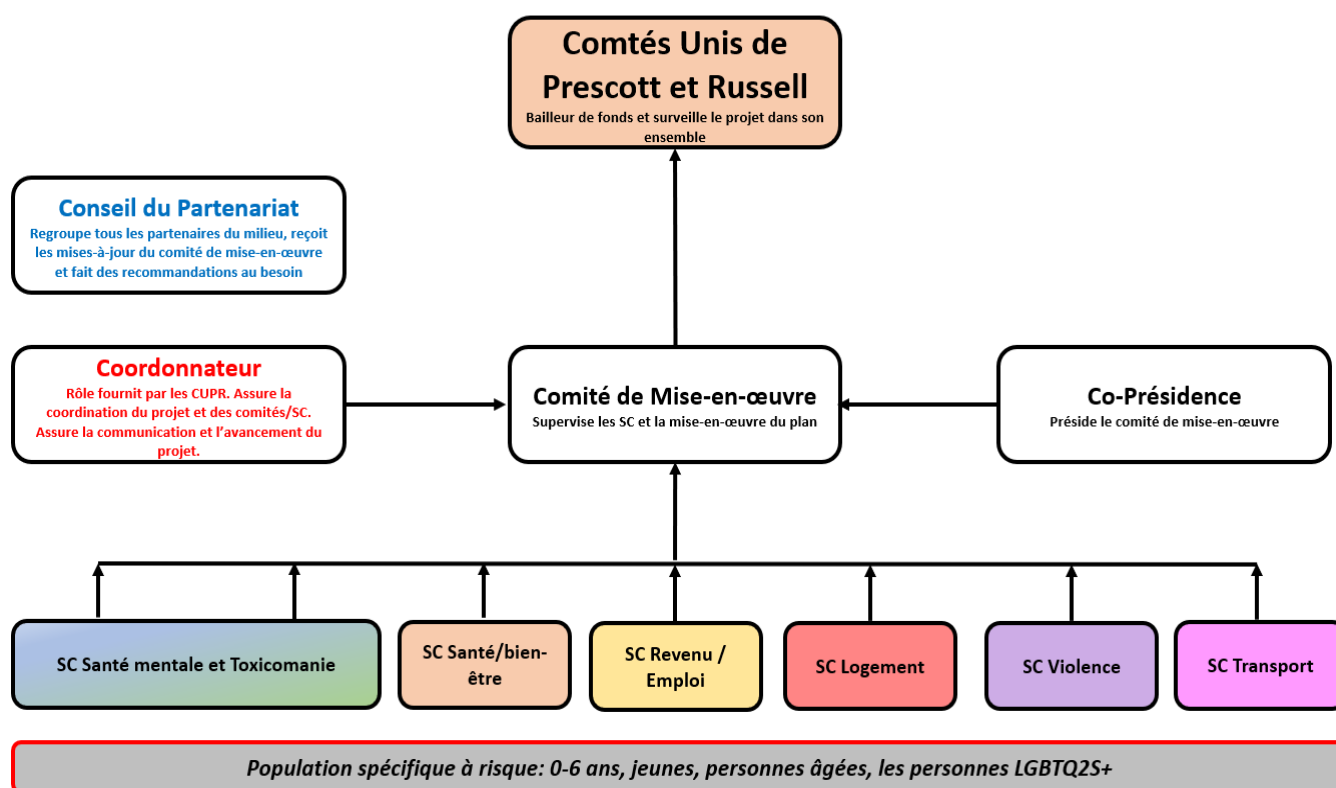 Comtés Unis de
Prescott et Russell
Bailleur de fonds et surveille le projet dans son
ensemble
Conseil du Partenariat
Regroupe tous les partenaires du milieu, reçoit
les mises-à-jour du comité de mise-en-œuvre
et fait des recommandations au besoin
Coordonnateur
Rôle fournit par les CUPR. Assure la
coordination du projet et des comités/SC.
Assure la communication et l’avancement du
projet.
Comité de Mise-en-œuvre
Supervise les SC et la mise-en-œuvre du plan
Co-Présidence
Préside le comité de mise-en-œuvre
SC Santé mentale et Toxicomanie
SC Santé/bien-
être
SC Revenu /
Emploi
SC Logement
SC Violence
SC Transport
Population spécifique à risque: 0-6 ans, jeunes, personnes âgées, les personnes LGBTQ2S+